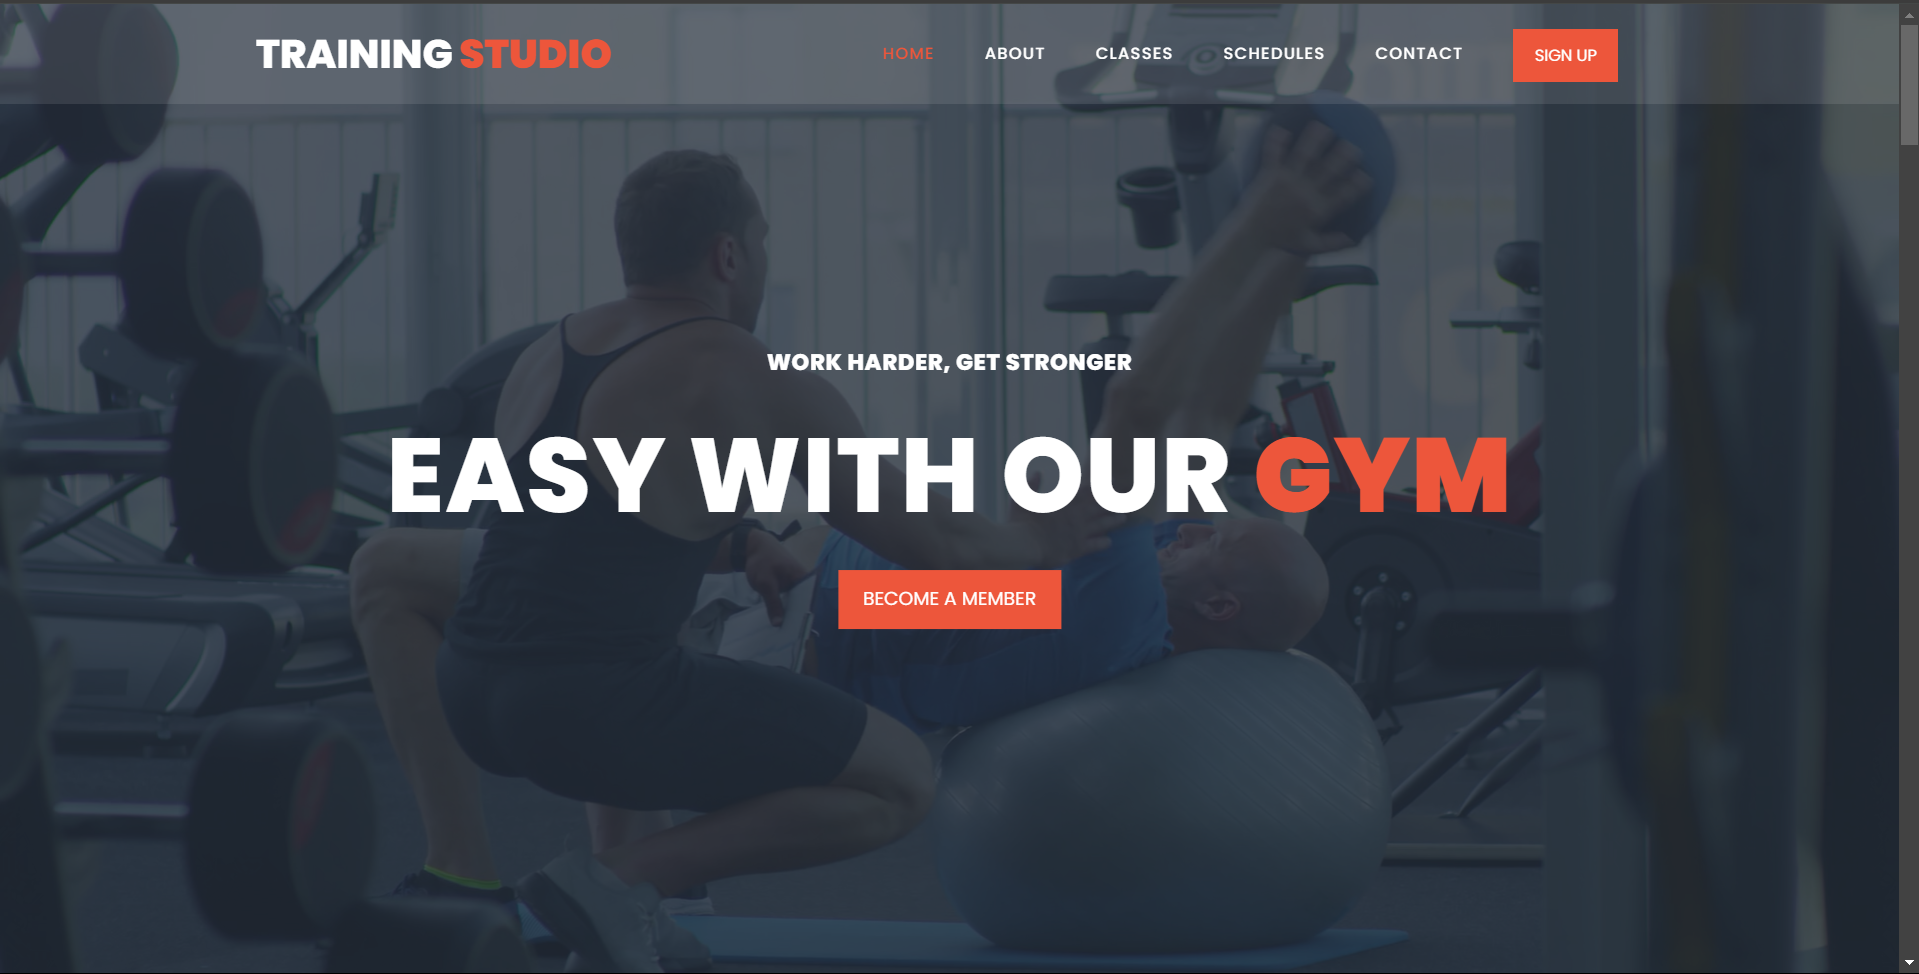 TRAINING STUDIO
HOME ABOUT CLASSES SCHEDULES CONTACT SIGN UP
WORK HARDER, GET STRONGER
EASY WITH OUR GYM
BECOME A MEMBER